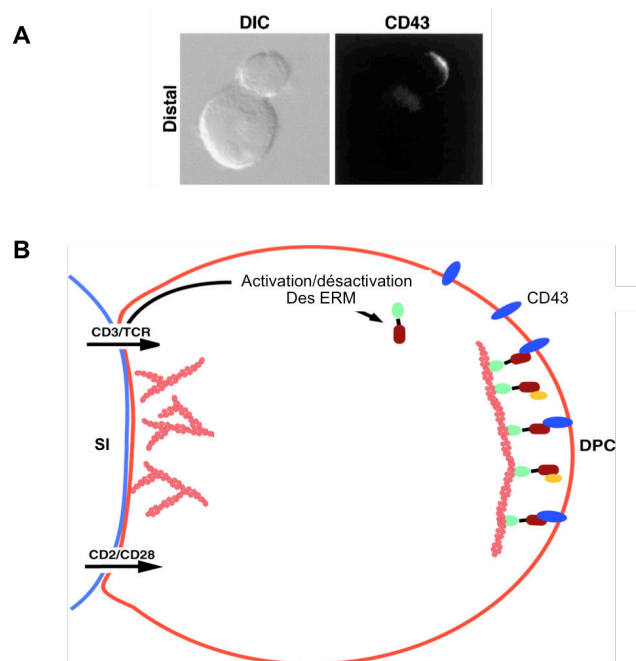 A
DIC
CD43
Distal
B
Activation/désactivation
Des ERM
CD43
CD3/TCR
SI
DPC
CD2/CD28